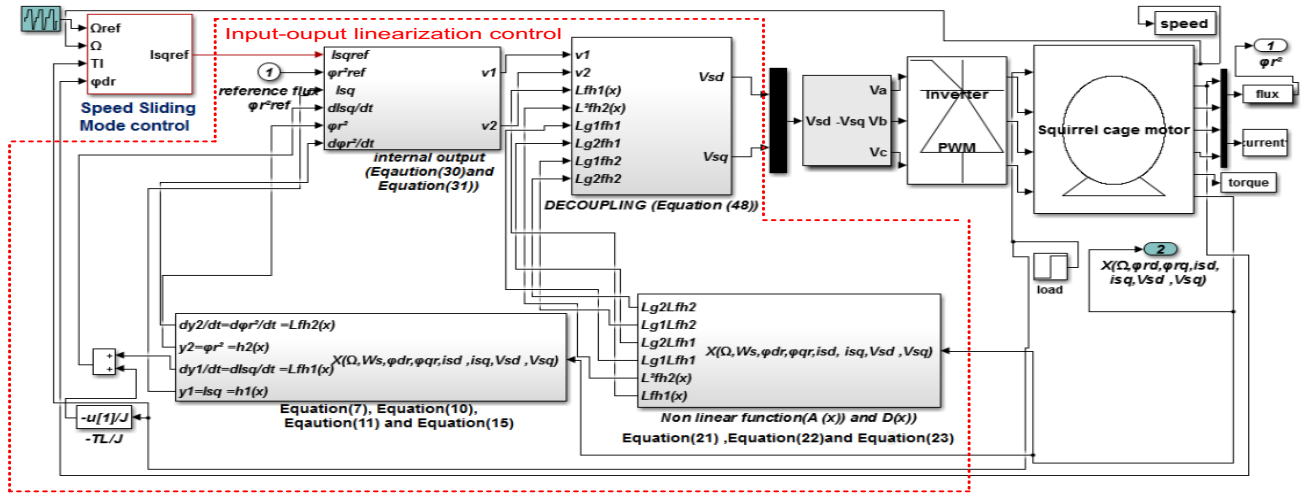 Ωref
Ω
Tl
φdr
Isqref
Speed Sliding
Mode control
Input-ouput linearization control
1
reference flux
φr²ref
Isqref
φr²ref
Isq
dIsq/dt
φr²
dφr²/dt
v1
v2
internal output
(Eqaution(30)and
Equation(31))
v1
v2
Lfh1(x)
L²fh2(x)
Lg1fh1
Lg2fh1
Lg1fh2
Lg2fh2
Vsd
Vsq
DECOUPLING (Equation (48))
Vsd -Vsq
Va
Vb
Vc
Inverter
PWM
Squirrel cage motor
speed
1
φr²
flux
current
torque
load
2
X(Ω,φrd,φrq,isd,
isq,Vsd ,Vsq)
dy2/dt=dφr²/dt =Lfh2(x)
y2=φr² =h2(x)
dy1/dt=dIsq/dt =Lfh1(x)
y1=Isq =h1(x)
X(Ω,Ws,φdr,φqr,isd ,isq,Vsd ,Vsq)
Equation(7), Equation(10),
Eqaution(11) and Equation(15)
+
+
-u[1]/J
-TL/J
Lg2Lfh2
Lg1Lfh2
Lg2Lfh1
Lg1Lfh1
L²fh2(x)
Lfh1(x)
X(Ω,Ws,φdr,φqr,isd, isq,Vsd ,Vsq)
Non linear function(A (x)) and D(x))
Equation(21) ,Equation(22)and Equation(23)